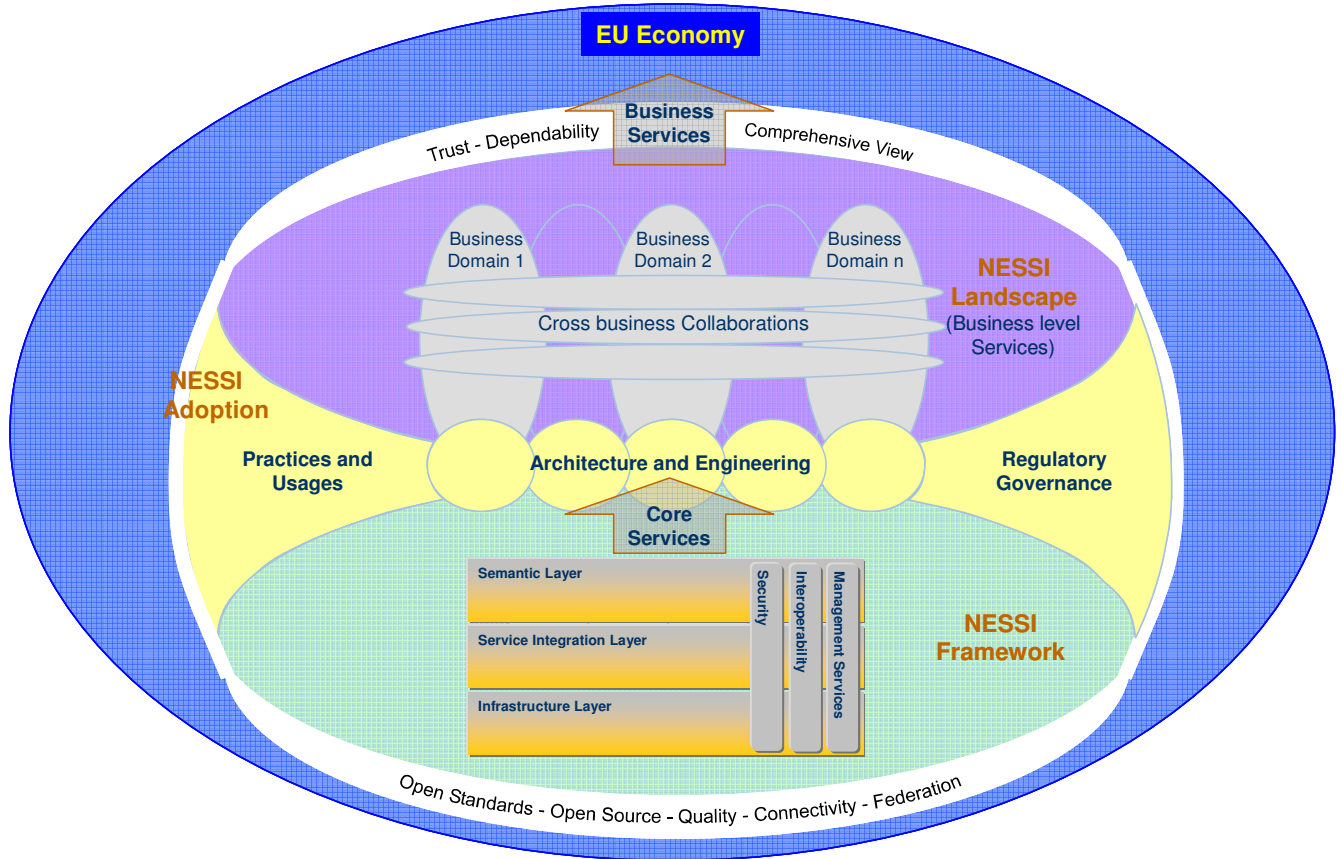 EU Economy
Business
Services
Trust - Dependability
Comprehensive View
Business
Domain 1
Business
Domain 2
Business
Domain n
NESSI
Landscape
(Business level
Services)
Cross business Collaborations
NESSI
Adoption
Practices and
Usages
Architecture and Engineering
Regulatory
Governance
Core
Services
Semantic Layer
Service Integration Layer
Infrastructure Layer
Security
Interoperability
Management Services
NESSI
Framework
Open Standards - Open Source - Quality - Connectivity - Federation